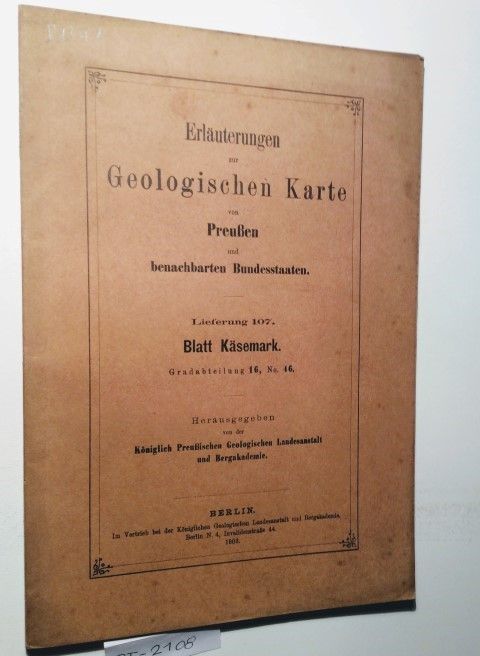 Erläuterungen
zur
Geologischen Karte
von
Preußen
und
benachbarten Bundesstaaten.
Lieferung 107.
Blatt Käsemark.
Gradabteilung 16, No. 46.
Herausgegeben
von der
Königlich Preußischen Geologischen Landesanstalt
und Bergakademie.
BERLIN.
Im Vertrieb bei der Königlichen Geologischen Landesanstalt und Bergakademie,
Berlin N. 4, Invalidenstraße 44.
2108